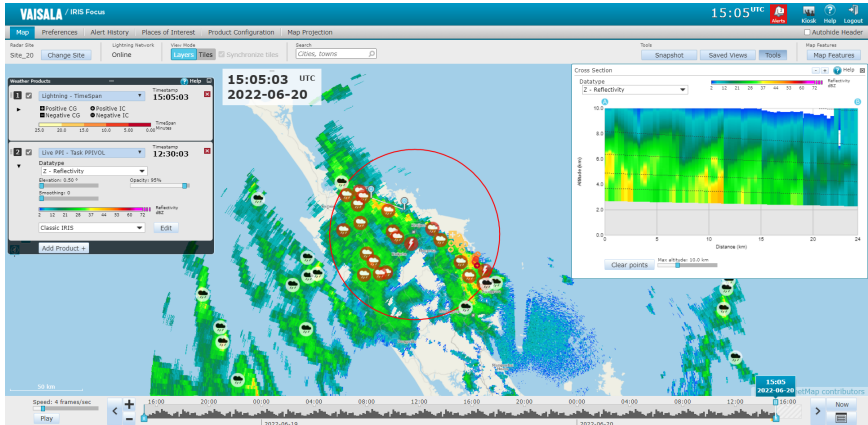 VAISALA / IRIS Focus
15:05 UTC
Alerts
Kiosk Help Logout
Map Preferences Alert History Places of Interest Product Configuration Map Projection
Autohide Header
Radar Site
Site_20 Change Site
Lightning Network
Online
View Mode
Layers Tiles Synchronize tiles
Search
Cities, towns
Tools
Snapshot Saved Views Tools
Map Features
Map Features
Weather Products
Help
1 Lightning - TimeSpan
Timestamp
15:05:03
Positive CG Positive IC
Negative CG Negative IC
25.0 20.0 15.0 10.0 5.00 0.00
TimeSpan
Minutes
2 Live PPI - Task PPIVOL
Timestamp
12:30:03
Datatype
Z - Reflectivity
Elevation: 0.50 °
Opacity: 95%
Smoothing: 0
2 12 21 28 37 44 53 60 72
Reflectivity
dBZ
Classic IRIS Edit
Add Product +
15:05:03 UTC
2022-06-20
Cross Section
Help
Datatype
Z - Reflectivity
2 12 21 28 37 44 53 60 72
Reflectivity
dBZ
A B
Altitude (km)
10.0
8.0
6.0
4.0
2.0
0.0
0 5 10 15 20 24
Distance (km)
Clear points
Max altitude: 10.0 km
50 km
15:05
2022-06-20
etMap contributors
Speed: 4 frames/sec
Play
16:00 20:00 00:00 04:00 08:00 12:00 16:00 20:00 00:00 04:00 08:00 12:00 16:00
2022-06-19 2022-06-20
Now